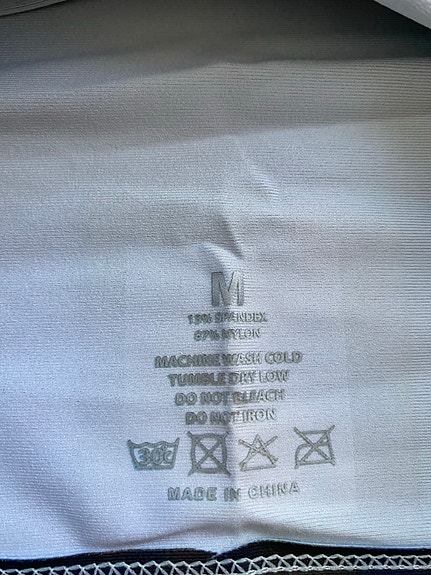 M
13% SPANDEX
87% NYLON
MACHINE WASH COLD
TUMBLE DRY LOW
DO NOT BLEACH
DO NOT IRON
30C
MADE IN CHINA